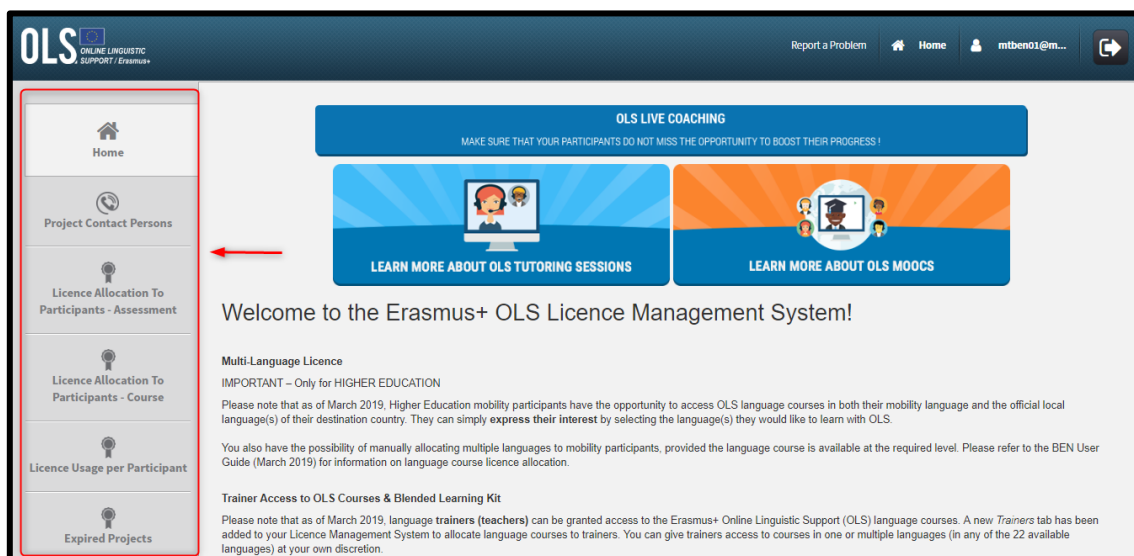 OLS
ONLINE LINGUISTIC
SUPPORT / Erasmus+
Report a Problem
Home
mtben01@m...
Home
Project Contact Persons
Licence Allocation To
Participants - Assessment
Licence Allocation To
Participants - Course
Licence Usage per Participant
Expired Projects
OLS LIVE COACHING
MAKE SURE THAT YOUR PARTICIPANTS DO NOT MISS THE OPPORTUNITY TO BOOST THEIR PROGRESS !
LEARN MORE ABOUT OLS TUTORING SESSIONS
LEARN MORE ABOUT OLS MOOCS
Welcome to the Erasmus+ OLS Licence Management System!
Multi-Language Licence
IMPORTANT – Only for HIGHER EDUCATION
Please note that as of March 2019, Higher Education mobility participants have the opportunity to access OLS language courses in both their mobility language and the official local
language(s) of their destination country. They can simply express their interest by selecting the language(s) they would like to learn with OLS.
You also have the possibility of manually allocating multiple languages to mobility participants, provided the language course is available at the required level. Please refer to the BEN User
Guide (March 2019) for information on language course licence allocation.
Trainer Access to OLS Courses & Blended Learning Kit
Please note that as of March 2019, language trainers (teachers) can be granted access to the Erasmus+ Online Linguistic Support (OLS) language courses. A new Trainers tab has been
added to your Licence Management System to allocate language courses to trainers. You can give trainers access to courses in one or multiple languages (in any of the 22 available
languages) at your own discretion.